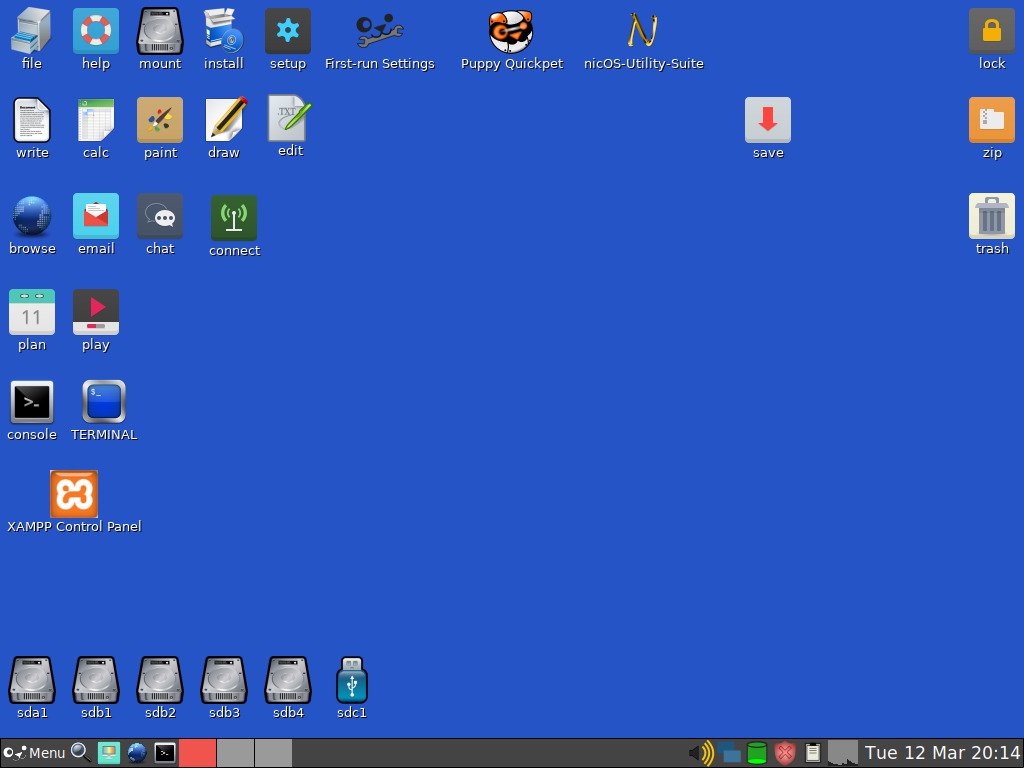 file
help
mount
install
setup
First-run Settings
Puppy Quickpet
nicOS-Utility-Suite
lock
write
calc
paint
draw
.TXT
edit
save
zip
browse
email
chat
connect
11
plan
play
>.
console
$_
TERMINAL
XAMPP Control Panel
sda1
sdb1
sdb2
sdb3
sdb4
sdc1
Menu
Tue 12 Mar 20:14
trash